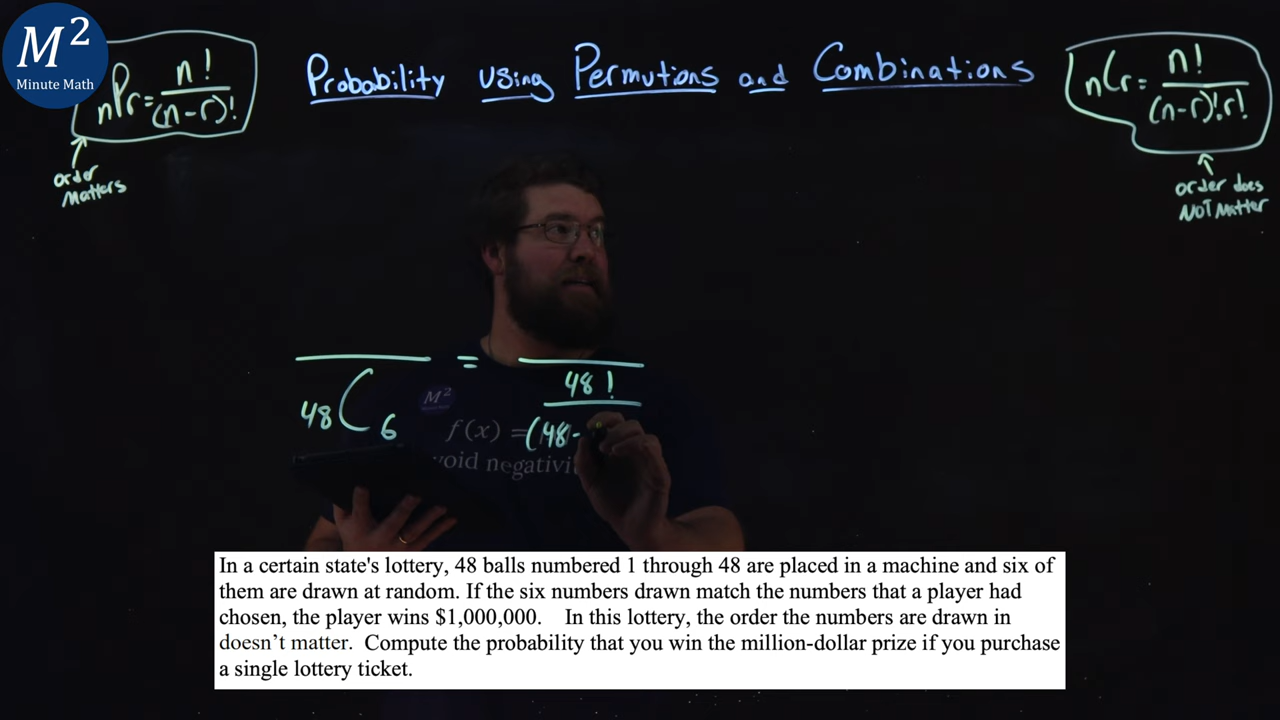 M²
Minute Math
nPr = n! / (n-r)!
order
Matters
Probability using Permutions and Combinations
nCr = n! / (n-r)!r!
order does
NOT Matter
48 C 6 = 48! / (48-
M²
f(x) =
void negativi
In a certain state's lottery, 48 balls numbered 1 through 48 are placed in a machine and six of
them are drawn at random. If the six numbers drawn match the numbers that a player had
chosen, the player wins $1,000,000. In this lottery, the order the numbers are drawn in
doesn't matter. Compute the probability that you win the million-dollar prize if you purchase
a single lottery ticket.